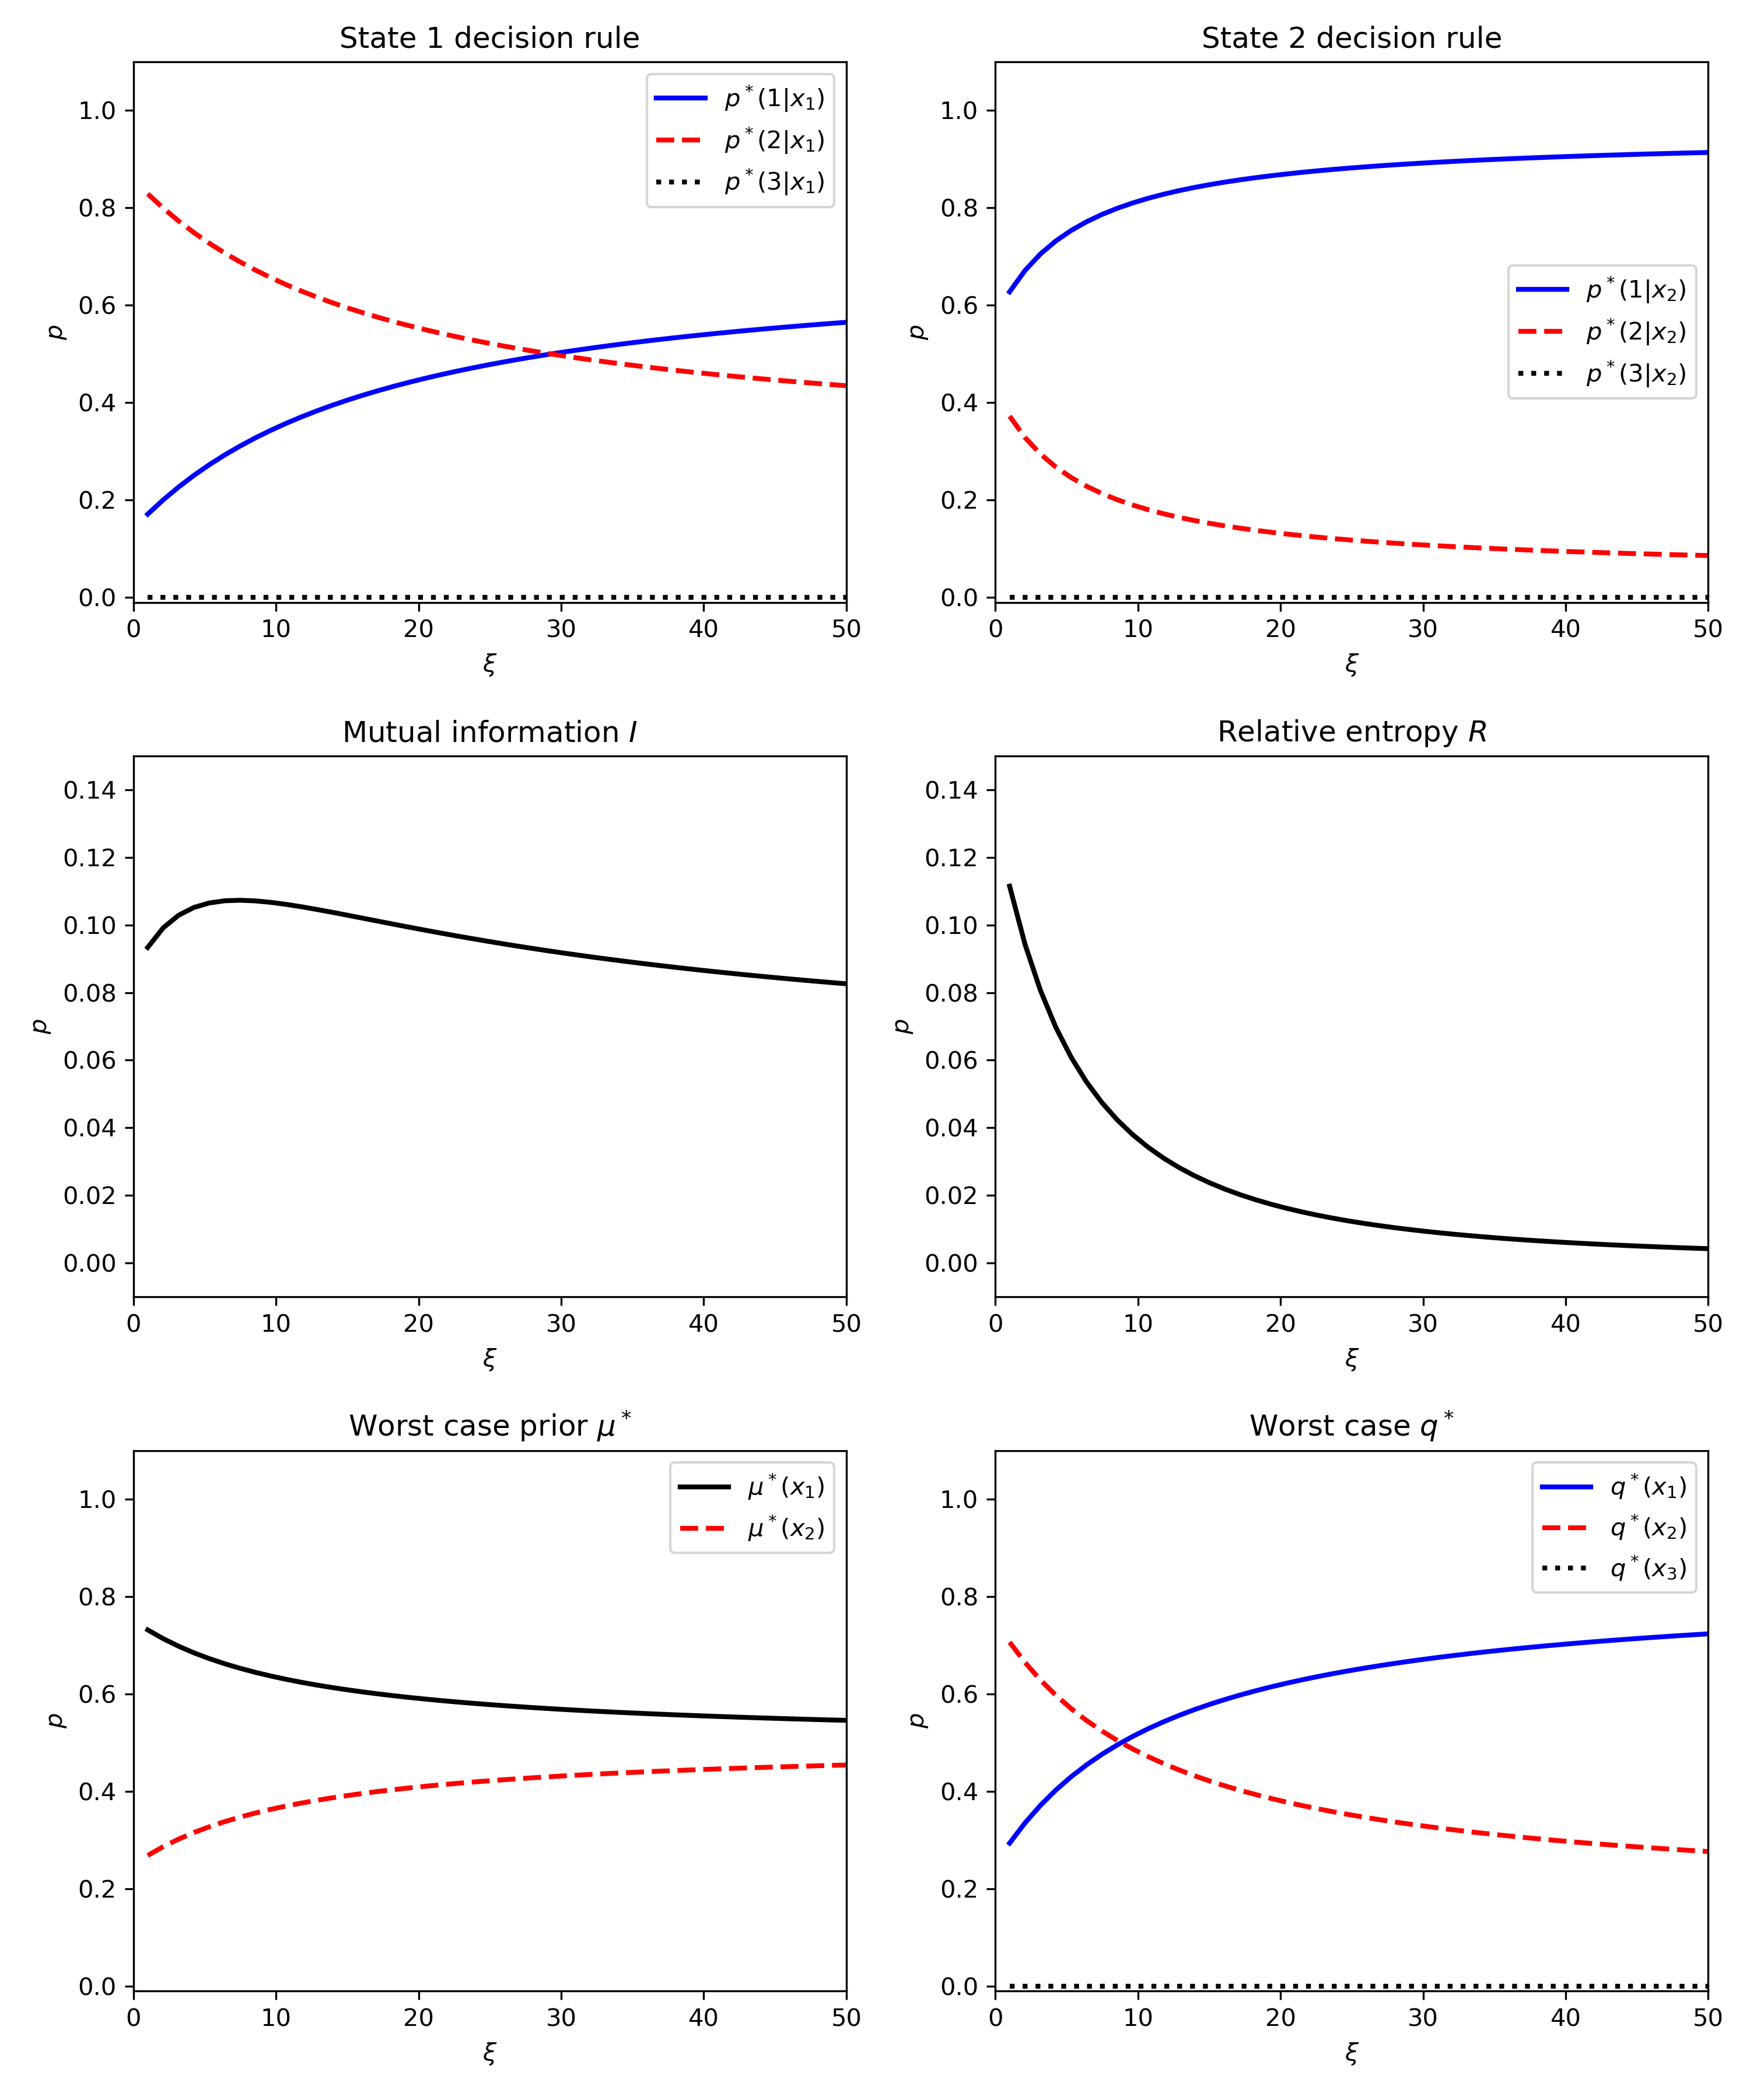 State 1 decision rule
1.0
0.8
0.6
0.4
0.2
0.0
p
0 10 20 30 40 50
ξ
p*(1|x₁)
p*(2|x₁)
p*(3|x₁)
State 2 decision rule
1.0
0.8
0.6
0.4
0.2
0.0
p
0 10 20 30 40 50
ξ
p*(1|x₂)
p*(2|x₂)
p*(3|x₂)
Mutual information I
0.14
0.12
0.10
0.08
0.06
0.04
0.02
0.00
p
0 10 20 30 40 50
ξ
Relative entropy R
0.14
0.12
0.10
0.08
0.06
0.04
0.02
0.00
p
0 10 20 30 40 50
ξ
Worst case prior μ*
1.0
0.8
0.6
0.4
0.2
0.0
p
0 10 20 30 40 50
ξ
μ*(x₁)
μ*(x₂)
Worst case q*
1.0
0.8
0.6
0.4
0.2
0.0
p
0 10 20 30 40 50
ξ
q*(x₁)
q*(x₂)
q*(x₃)